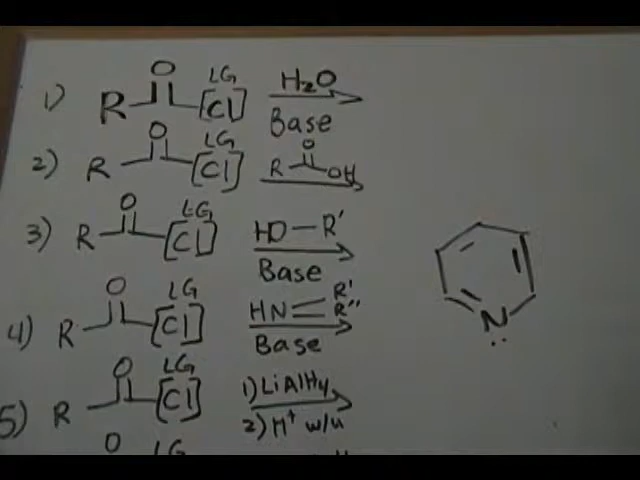 1) R O [Cl] LG H₂O Base
2) R O [Cl] LG R O OH
3) R O [Cl] LG HO–R' Base
4) R O [Cl] LG HN R' R" Base
5) R O [Cl] LG 1) LiAlH4 2) H⁺ w/u
O LG
N